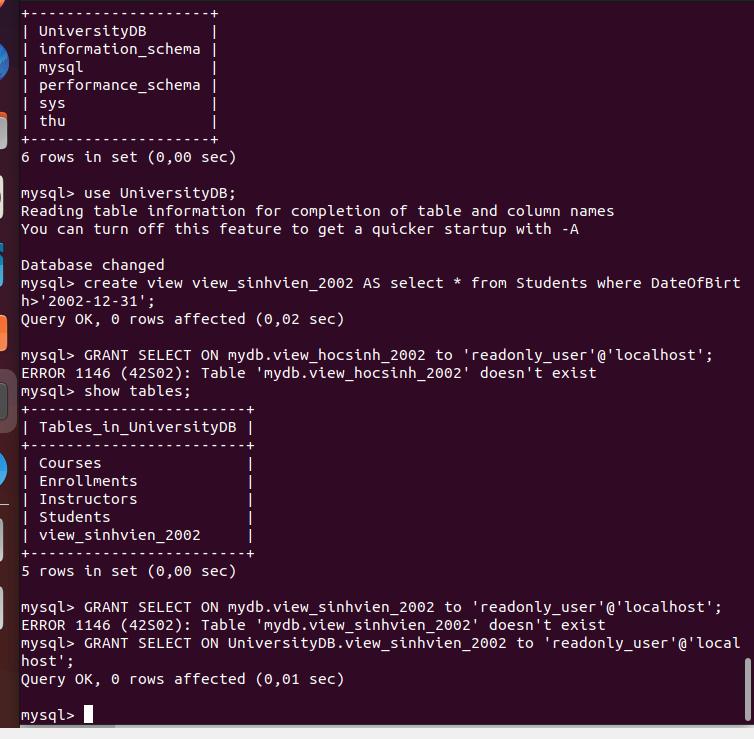 +---------------------+
| UniversityDB       |
| information_schema |
| mysql              |
| performance_schema |
| sys                |
| thu                |
+---------------------+
6 rows in set (0,00 sec)
mysql> use UniversityDB;
Reading table information for completion of table and column names
You can turn off this feature to get a quicker startup with -A
Database changed
mysql> create view view_sinhvien_2002 AS select * from Students where DateOfBirt
h>'2002-12-31';
Query OK, 0 rows affected (0,02 sec)
mysql> GRANT SELECT ON mydb.view_hocsinh_2002 to 'readonly_user'@'localhost';
ERROR 1146 (42S02): Table 'mydb.view_hocsinh_2002' doesn't exist
mysql> show tables;
+------------------------+
| Tables_in_UniversityDB |
+------------------------+
| Courses                |
| Enrollments            |
| Instructors            |
| Students               |
| view_sinhvien_2002     |
+------------------------+
5 rows in set (0,00 sec)
mysql> GRANT SELECT ON mydb.view_sinhvien_2002 to 'readonly_user'@'localhost';
ERROR 1146 (42S02): Table 'mydb.view_sinhvien_2002' doesn't exist
mysql> GRANT SELECT ON UniversityDB.view_sinhvien_2002 to 'readonly_user'@'local
host';
Query OK, 0 rows affected (0,01 sec)
mysql>